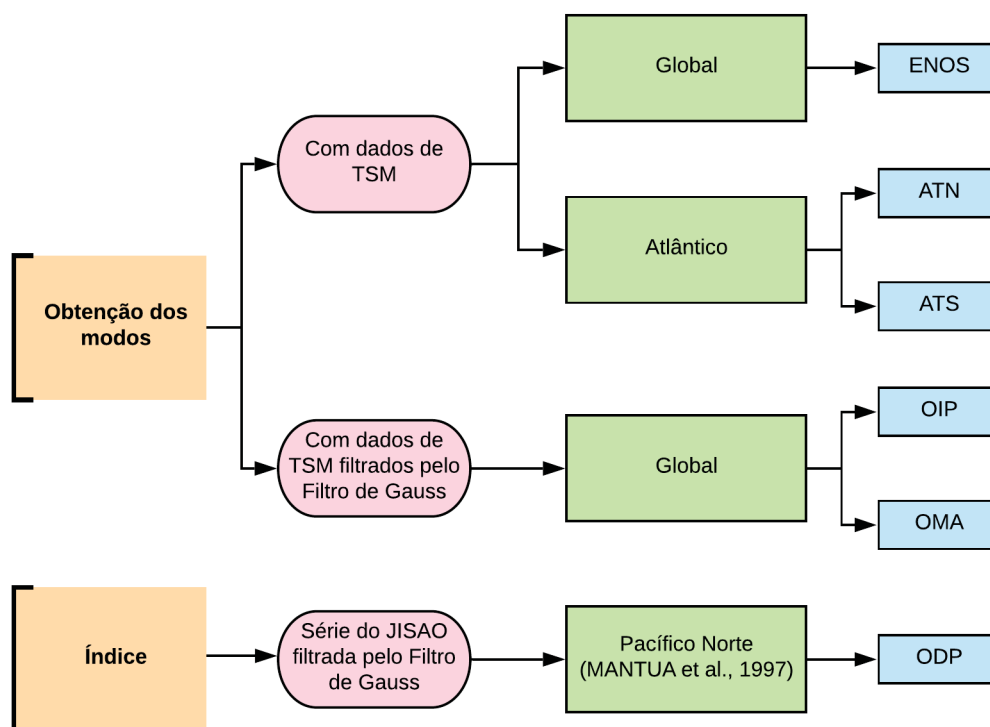 Global
ENOS
Com dados de
TSM
ATN
Atlântico
ATS
Obtenção dos
modos
OIP
Com dados de
TSM filtrados pelo
Filtro de Gauss
Global
OMA
Índice
Série do JISAO
filtrada pelo Filtro
de Gauss
Pacífico Norte
(MANTUA et al., 1997)
ODP